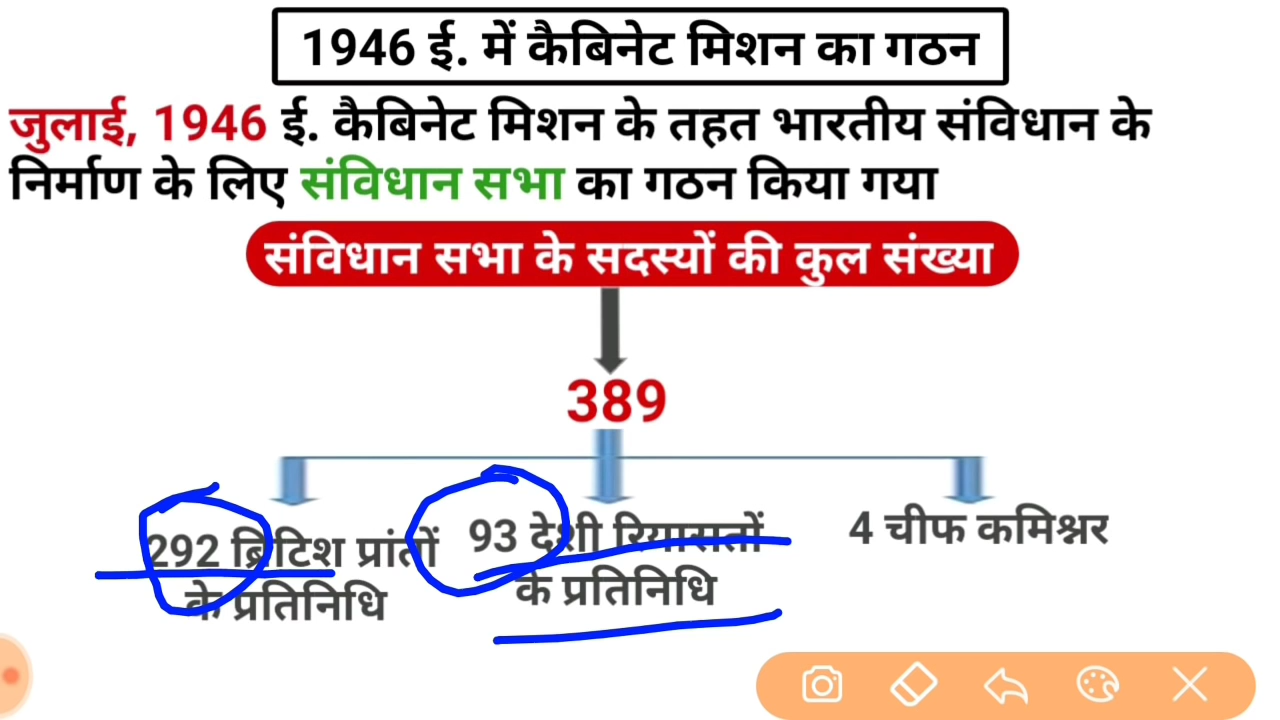 1946 ई. में कैबिनेट मिशन का गठन
जुलाई, 1946 ई. कैबिनेट मिशन के तहत भारतीय संविधान के
निर्माण के लिए संविधान सभा का गठन किया गया
संविधान सभा के सदस्यों की कुल संख्या
389
292 ब्रिटिश प्रांतों
के प्रतिनिधि
93 देशी रियासतों
के प्रतिनिधि
4 चीफ कमिश्नर